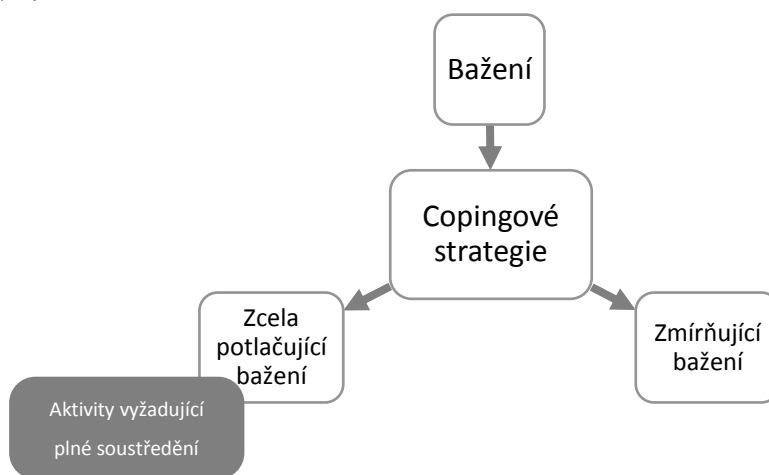 Bažení
Copingové
strategie
Zcela
potlačující
bažení
Zmírňující
bažení
Aktivity vyžadující
plné soustředění